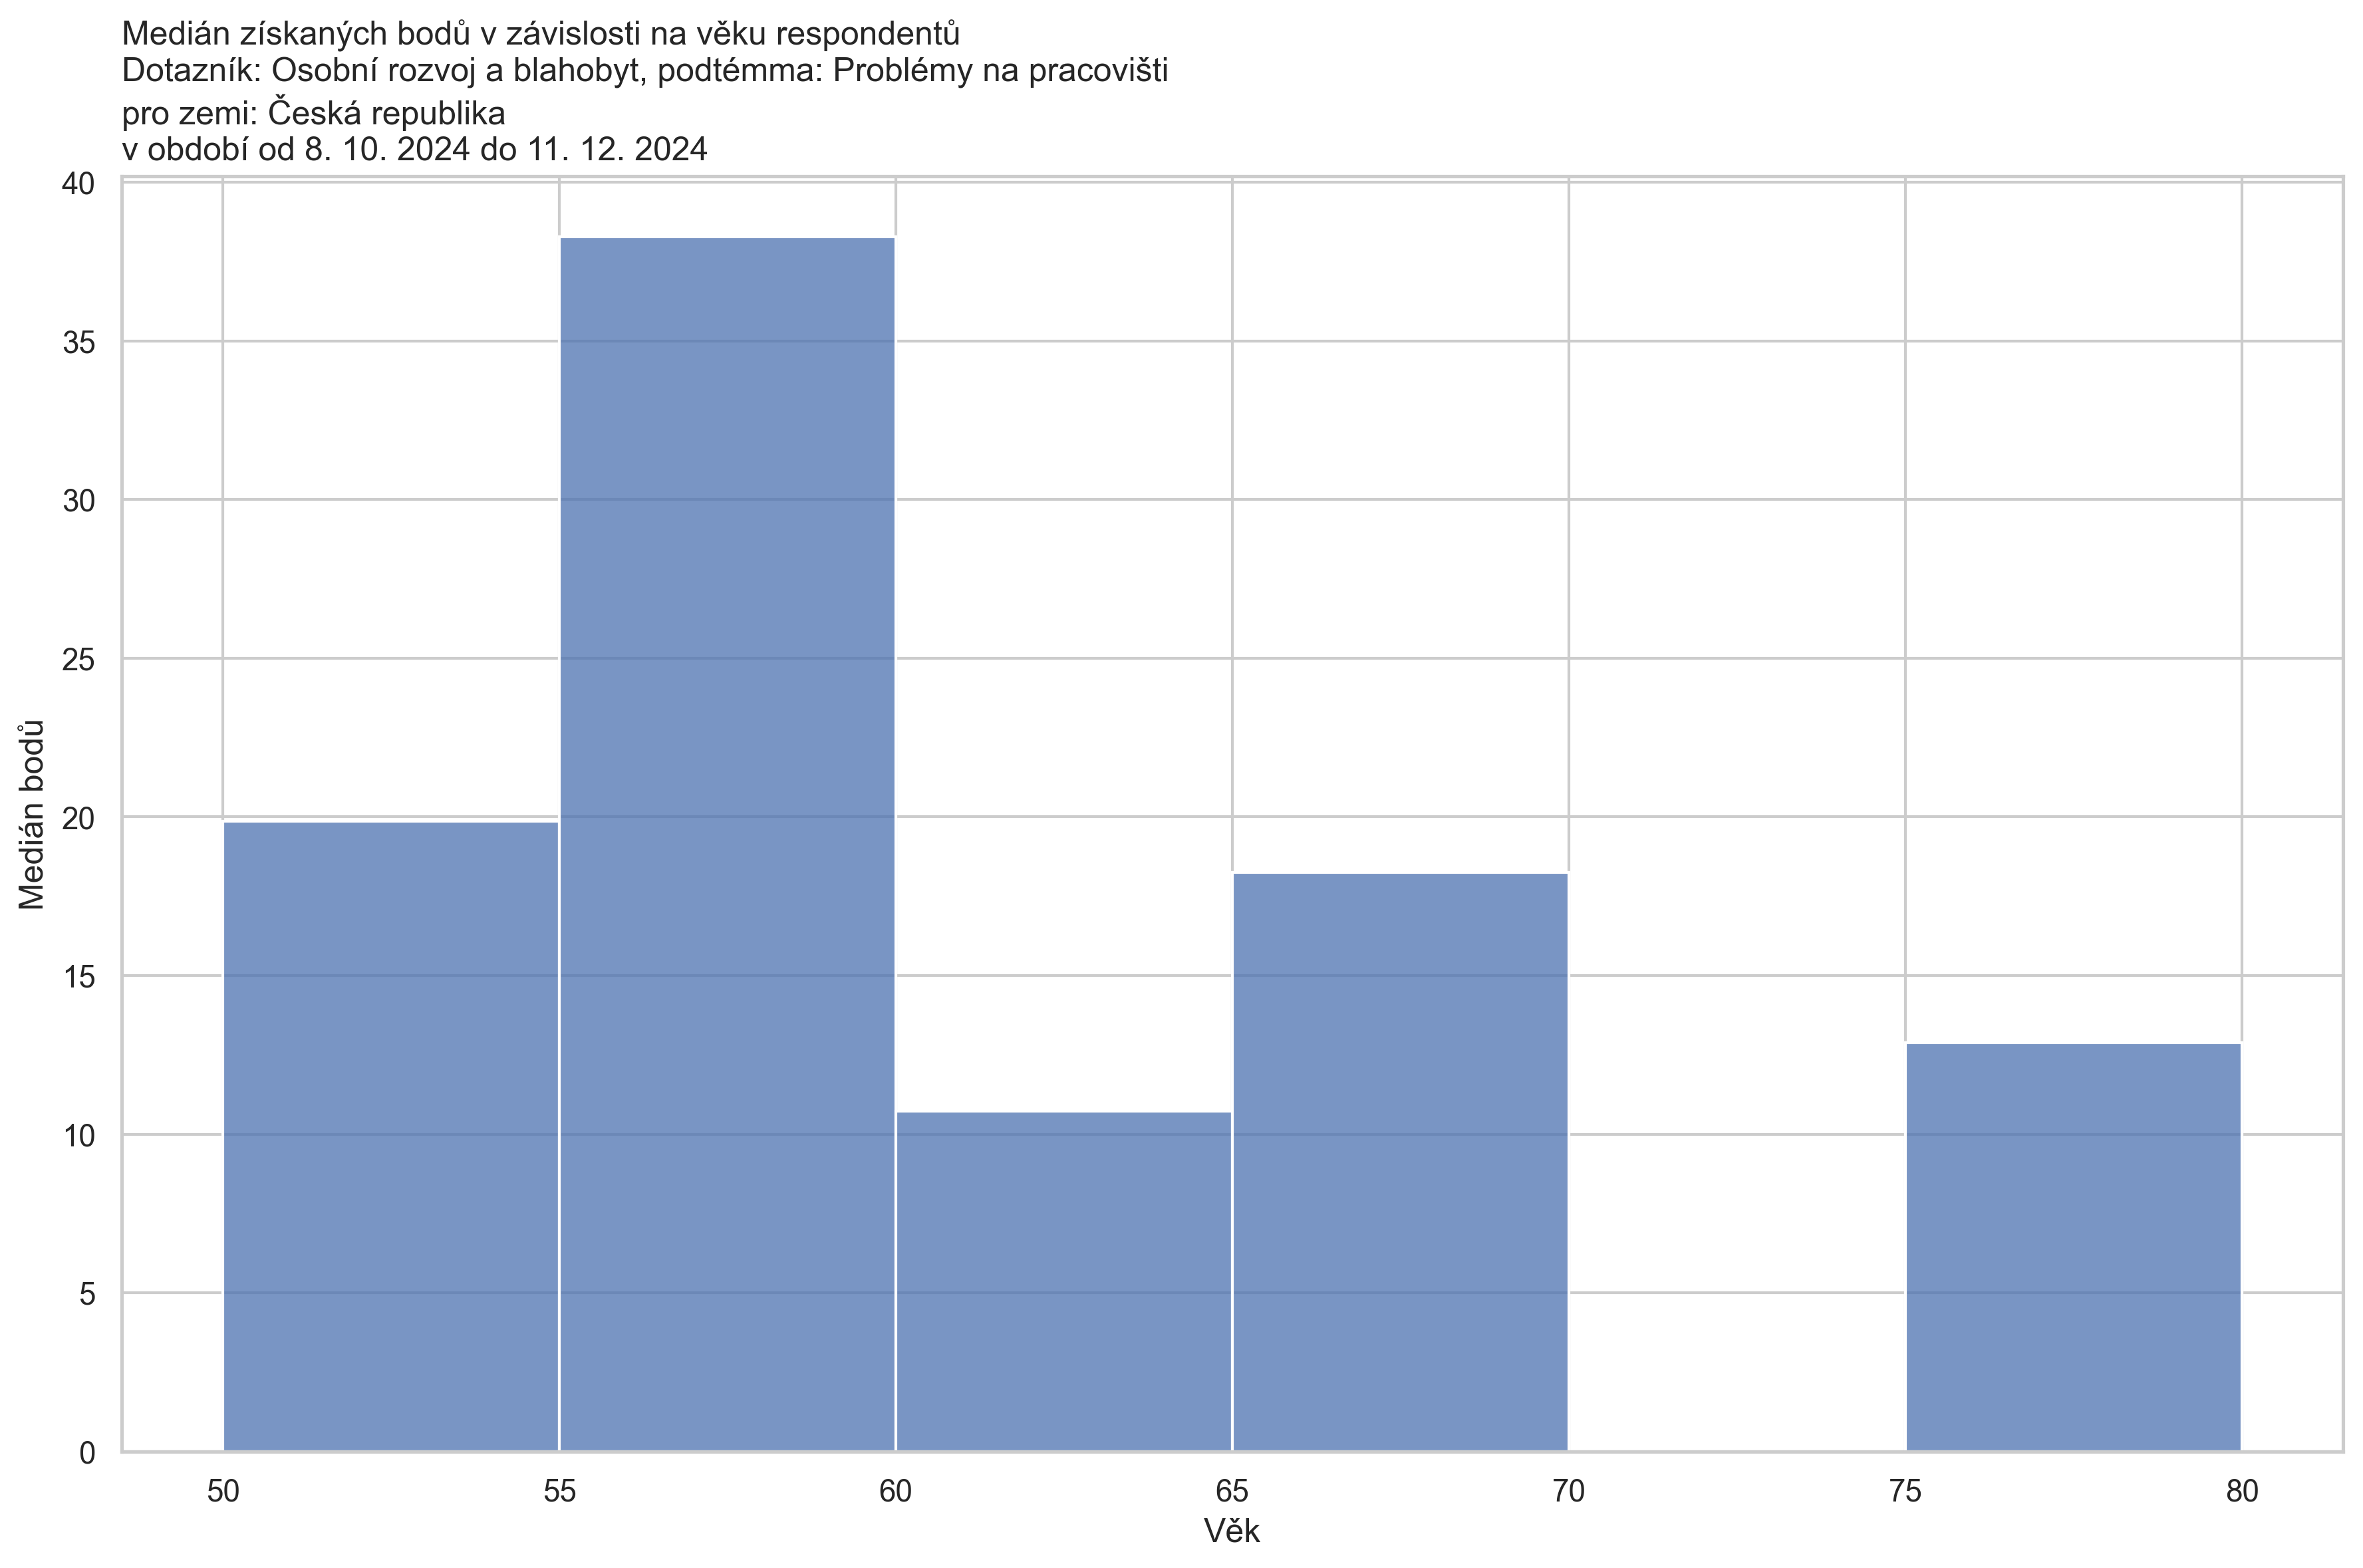 Medián získaných bodů v závislosti na věku respondentů
Dotazník: Osobní rozvoj a blahobyt, podtémma: Problémy na pracovišti
pro zemi: Česká republika
v období od 8. 10. 2024 do 11. 12. 2024
40
35
30
25
20
15
10
5
0
Medián bodů
50 55 60 65 70 75 80
Věk